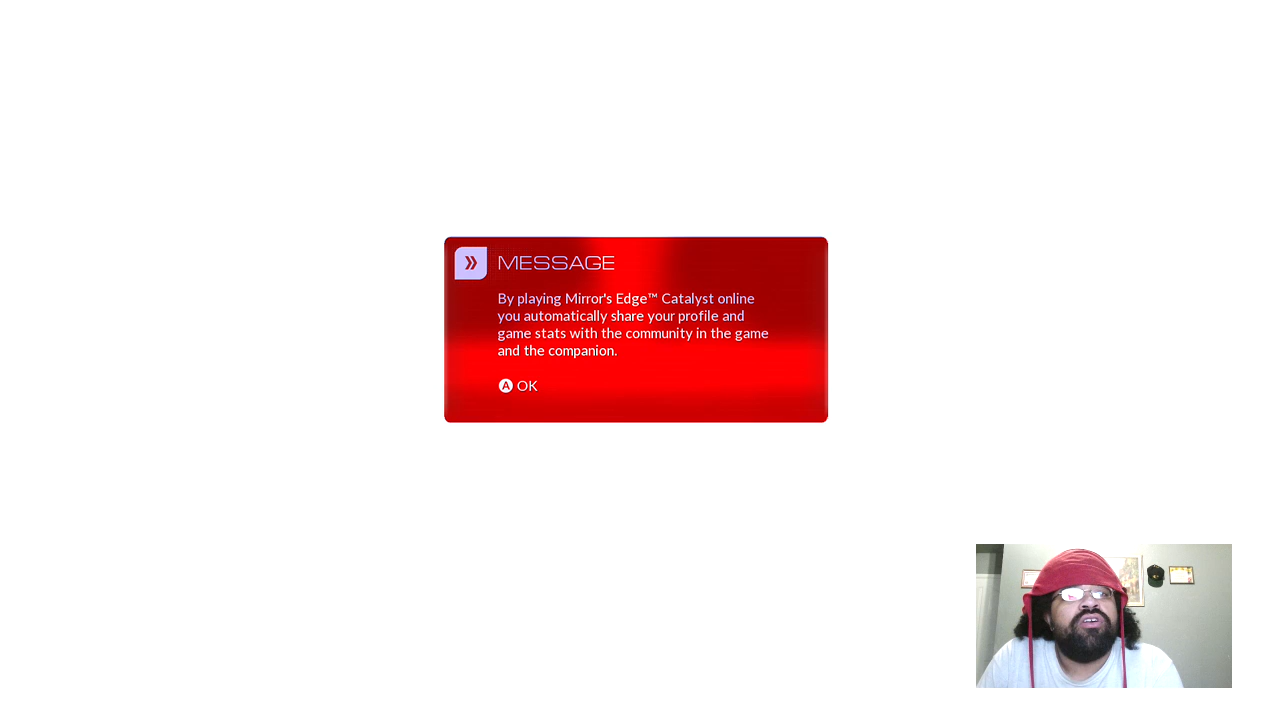 MESSAGE
By playing Mirror's Edge™ Catalyst online
you automatically share your profile and
game stats with the community in the game
and the companion.
A OK